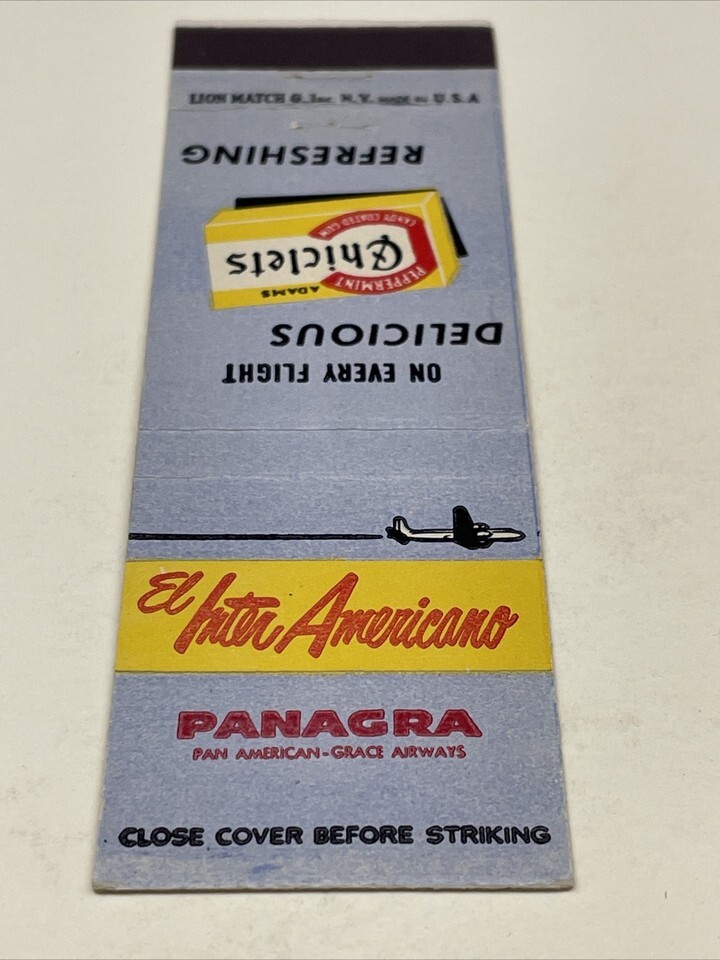 LION MATCH Co., Inc. N.Y. MADE IN U.S.A
REFRESHING
CANDY COATED GUM
Chiclets
PEPPERMINT
ADAMS
DELICIOUS
ON EVERY FLIGHT
El Inter Americano
PANAGRA
PAN AMERICAN-GRACE AIRWAYS
CLOSE COVER BEFORE STRIKING